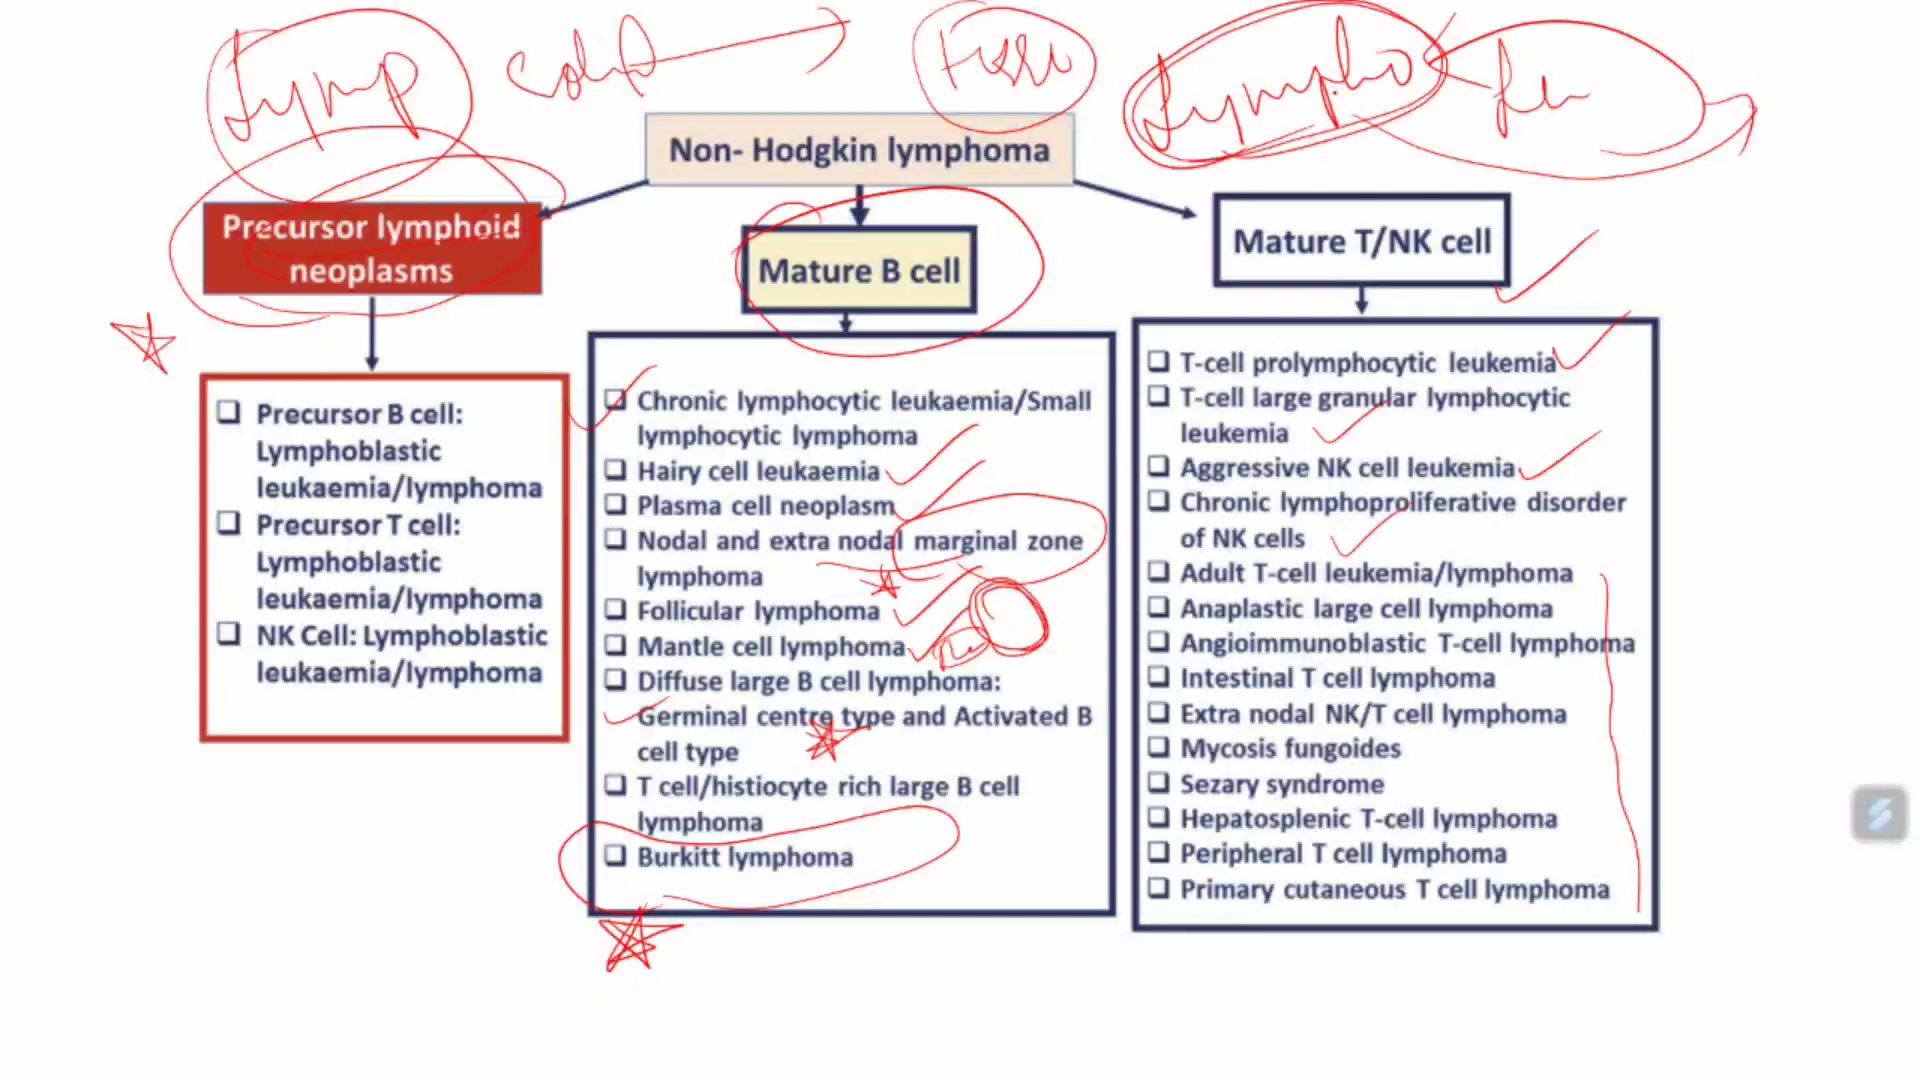 Lymp
Lympho
Non- Hodgkin lymphoma
Precursor lymphoid
neoplasms
Mature B cell
Mature T/NK cell
❑ Precursor B cell:
Lymphoblastic
leukaemia/lymphoma
❑ Precursor T cell:
Lymphoblastic
leukaemia/lymphoma
❑ NK Cell: Lymphoblastic
leukaemia/lymphoma
❑ Chronic lymphocytic leukaemia/Small
lymphocytic lymphoma
❑ Hairy cell leukaemia
❑ Plasma cell neoplasm
❑ Nodal and extra nodal marginal zone
lymphoma
❑ Follicular lymphoma
❑ Mantle cell lymphoma
❑ Diffuse large B cell lymphoma:
Germinal centre type and Activated B
cell type
❑ T cell/histiocyte rich large B cell
lymphoma
❑ Burkitt lymphoma
❑ T-cell prolymphocytic leukemia
❑ T-cell large granular lymphocytic
leukemia
❑ Aggressive NK cell leukemia
❑ Chronic lymphoproliferative disorder
of NK cells
❑ Adult T-cell leukemia/lymphoma
❑ Anaplastic large cell lymphoma
❑ Angioimmunoblastic T-cell lymphoma
❑ Intestinal T cell lymphoma
❑ Extra nodal NK/T cell lymphoma
❑ Mycosis fungoides
❑ Sezary syndrome
❑ Hepatosplenic T-cell lymphoma
❑ Peripheral T cell lymphoma
❑ Primary cutaneous T cell lymphoma